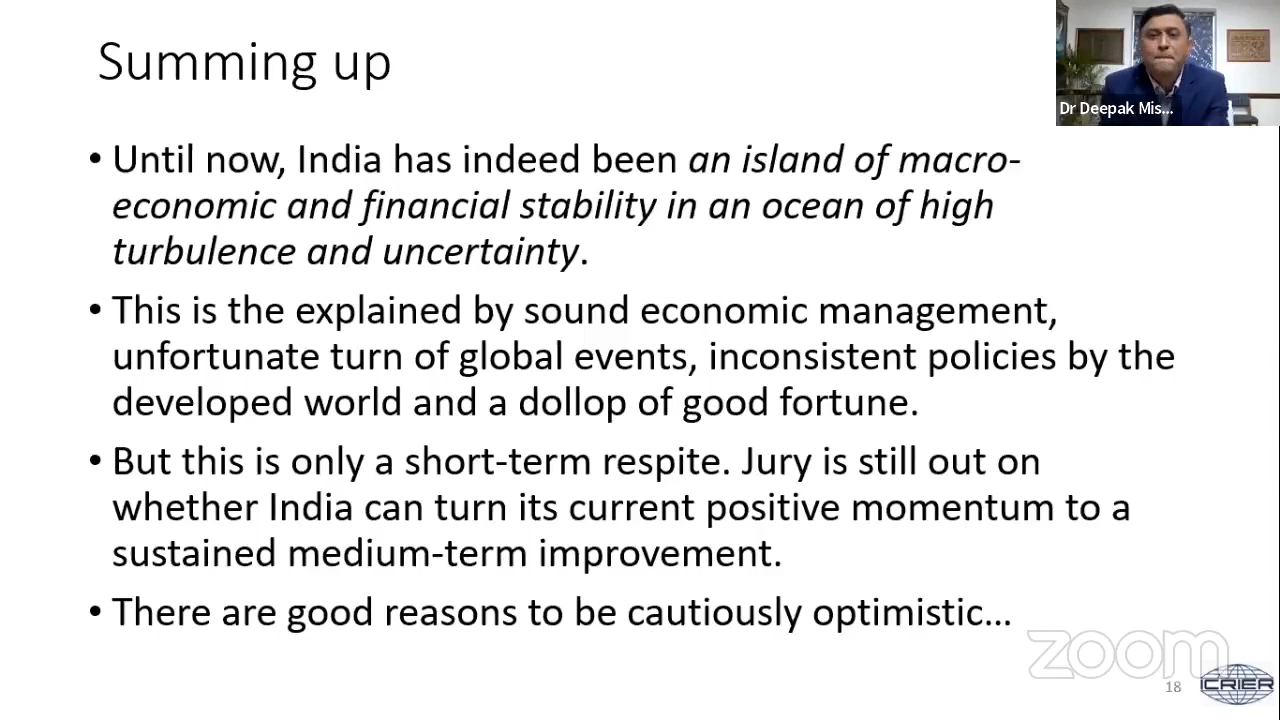 Summing up
Dr Deepak Mis...
• Until now, India has indeed been an island of macro-
economic and financial stability in an ocean of high
turbulence and uncertainty.
• This is the explained by sound economic management,
unfortunate turn of global events, inconsistent policies by the
developed world and a dollop of good fortune.
• But this is only a short-term respite. Jury is still out on
whether India can turn its current positive momentum to a
sustained medium-term improvement.
• There are good reasons to be cautiously optimistic...
zoom
18
ICRIER